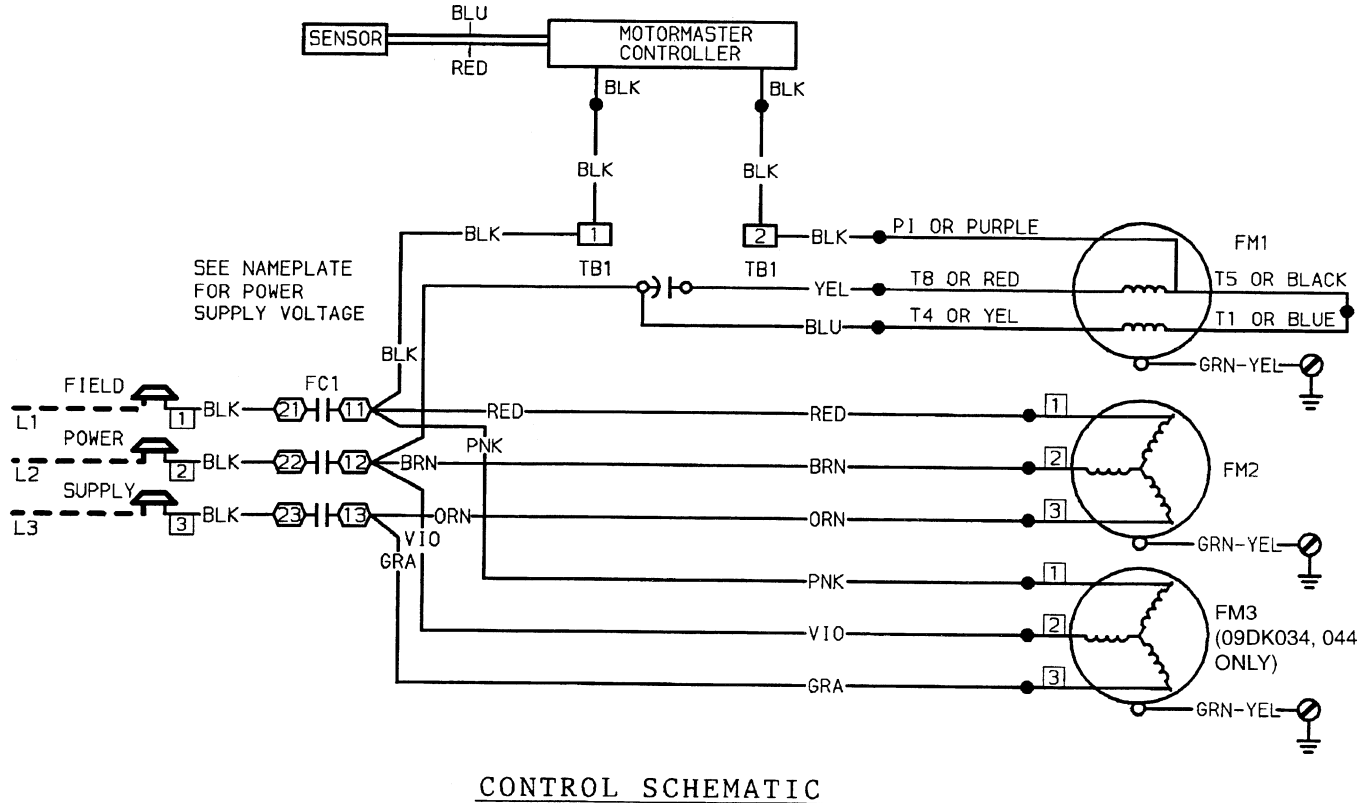 BLU
SENSOR
RED
MOTORMASTER
CONTROLLER
BLK
BLK
BLK
BLK
BLK
1
TB1
2
TB1
BLK
PI OR PURPLE
FM1
SEE NAMEPLATE
FOR POWER
SUPPLY VOLTAGE
YEL
T8 OR RED
T5 OR BLACK
BLU
T4 OR YEL
T1 OR BLUE
BLK
GRN-YEL
FIELD
L1
1
BLK
21
FC1
11
RED
RED
1
POWER
L2
2
BLK
22
12
PNK
BRN
BRN
2
FM2
SUPPLY
L3
3
BLK
23
13
ORN
ORN
3
GRN-YEL
VIO
GRA
PNK
1
VIO
2
FM3
(09DK034, 044
ONLY)
GRA
3
GRN-YEL
CONTROL SCHEMATIC